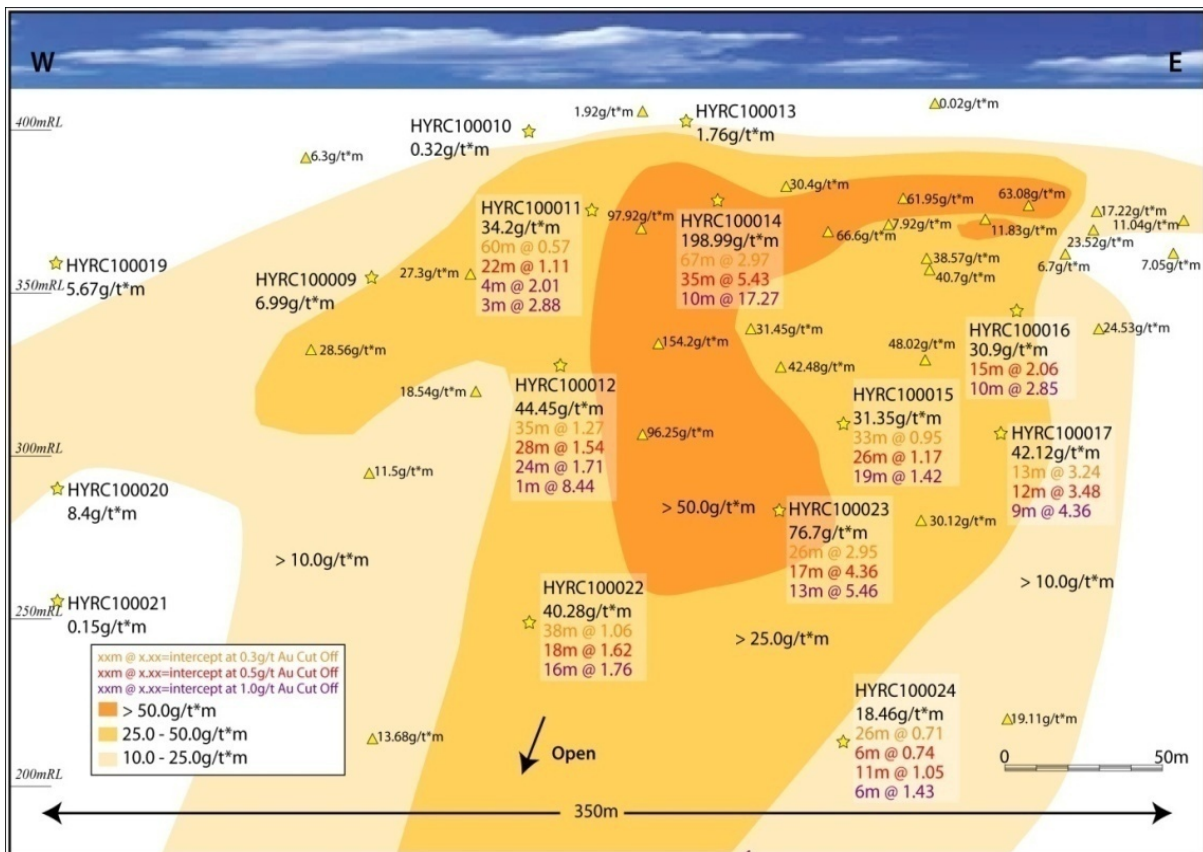 W
E
400mRL
350mRL
300mRL
250mRL
200mRL
0.02g/t*m
1.92g/t*m
HYRC100013
1.76g/t*m
HYRC100010
0.32g/t*m
6.3g/t*m
30.4g/t*m
61.95g/t*m
63.08g/t*m
HYRC100011
34.2g/t*m
60m @ 0.57
22m @ 1.11
4m @ 2.01
3m @ 2.88
97.92g/t*m
HYRC100014
198.99g/t*m
67m @ 2.97
35m @ 5.43
10m @ 17.27
66.6g/t*m
7.92g/t*m
11.83g/t*m
17.22g/t*m
11.04g/t*m
23.52g/t*m
6.7g/t*m
7.05g/t*m
38.57g/t*m
40.7g/t*m
HYRC100019
5.67g/t*m
HYRC100009
6.99g/t*m
27.3g/t*m
28.56g/t*m
18.54g/t*m
154.2g/t*m
31.45g/t*m
42.48g/t*m
48.02g/t*m
HYRC100016
30.9g/t*m
15m @ 2.06
10m @ 2.85
24.53g/t*m
HYRC100012
44.45g/t*m
35m @ 1.27
28m @ 1.54
24m @ 1.71
1m @ 8.44
96.25g/t*m
HYRC100015
31.35g/t*m
33m @ 0.95
26m @ 1.17
19m @ 1.42
HYRC100017
42.12g/t*m
13m @ 3.24
12m @ 3.48
9m @ 4.36
11.5g/t*m
HYRC100020
8.4g/t*m
> 50.0g/t*m
HYRC100023
76.7g/t*m
26m @ 2.95
17m @ 4.36
13m @ 5.46
30.12g/t*m
> 10.0g/t*m
> 10.0g/t*m
HYRC100021
0.15g/t*m
HYRC100022
40.28g/t*m
38m @ 1.06
18m @ 1.62
16m @ 1.76
> 25.0g/t*m
xxm @ x.xx=intercept at 0.3g/t Au Cut Off
xxm @ x.xx=intercept at 0.5g/t Au Cut Off
xxm @ x.xx=intercept at 1.0g/t Au Cut Off
> 50.0g/t*m
25.0 - 50.0g/t*m
10.0 - 25.0g/t*m
13.68g/t*m
Open
HYRC100024
18.46g/t*m
26m @ 0.71
6m @ 0.74
11m @ 1.05
6m @ 1.43
19.11g/t*m
0
50m
350m